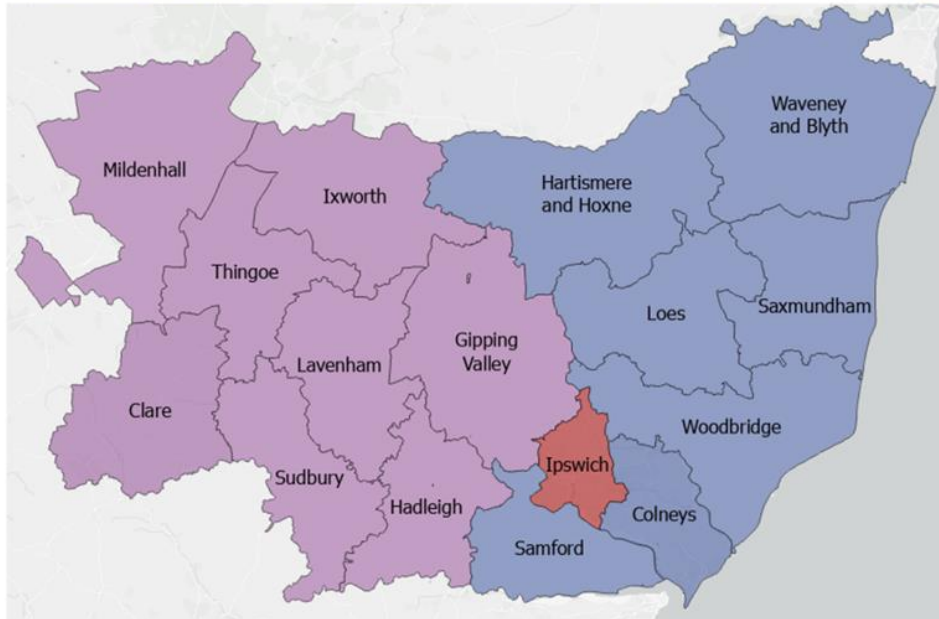 Waveney
and Blyth
Mildenhall
Ixworth
Hartismere
and Hoxne
Thingoe
Loes
Saxmundham
Gipping
Valley
Lavenham
Clare
Woodbridge
Ipswich
Sudbury
Hadleigh
Colneys
Samford